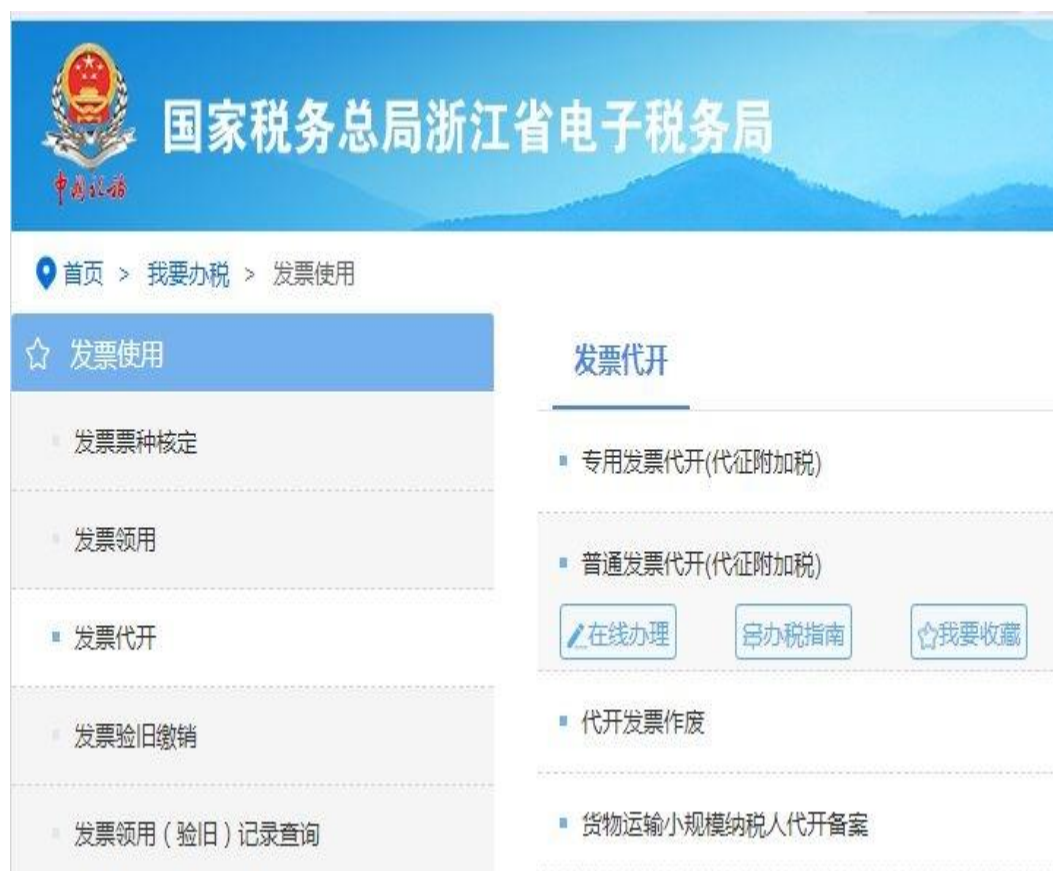 国家税务总局浙江省电子税务局
中国税务
首页 > 我要办税 > 发票使用
发票使用
发票票种核定
发票领用
发票代开
发票验旧缴销
发票领用（验旧）记录查询
发票代开
专用发票代开(代征附加税)
普通发票代开(代征附加税)
在线办理 办税指南 我要收藏
代开发票作废
货物运输小规模纳税人代开备案